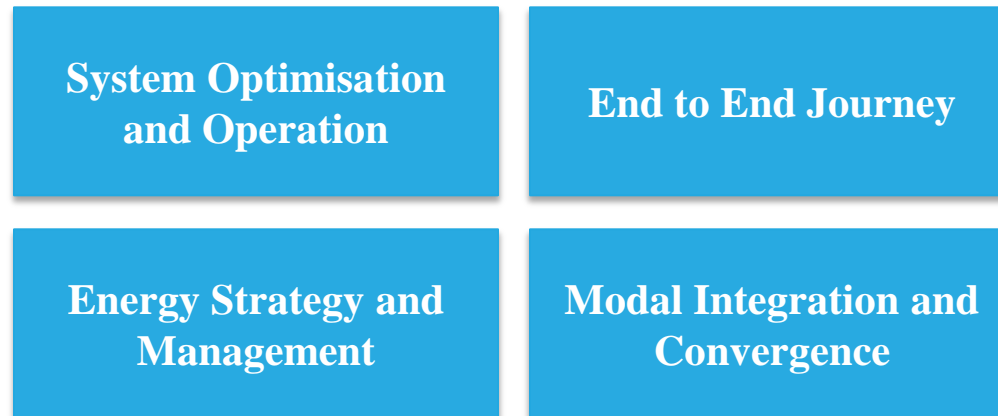 System Optimisation
and Operation
End to End Journey
Energy Strategy and
Management
Modal Integration and
Convergence